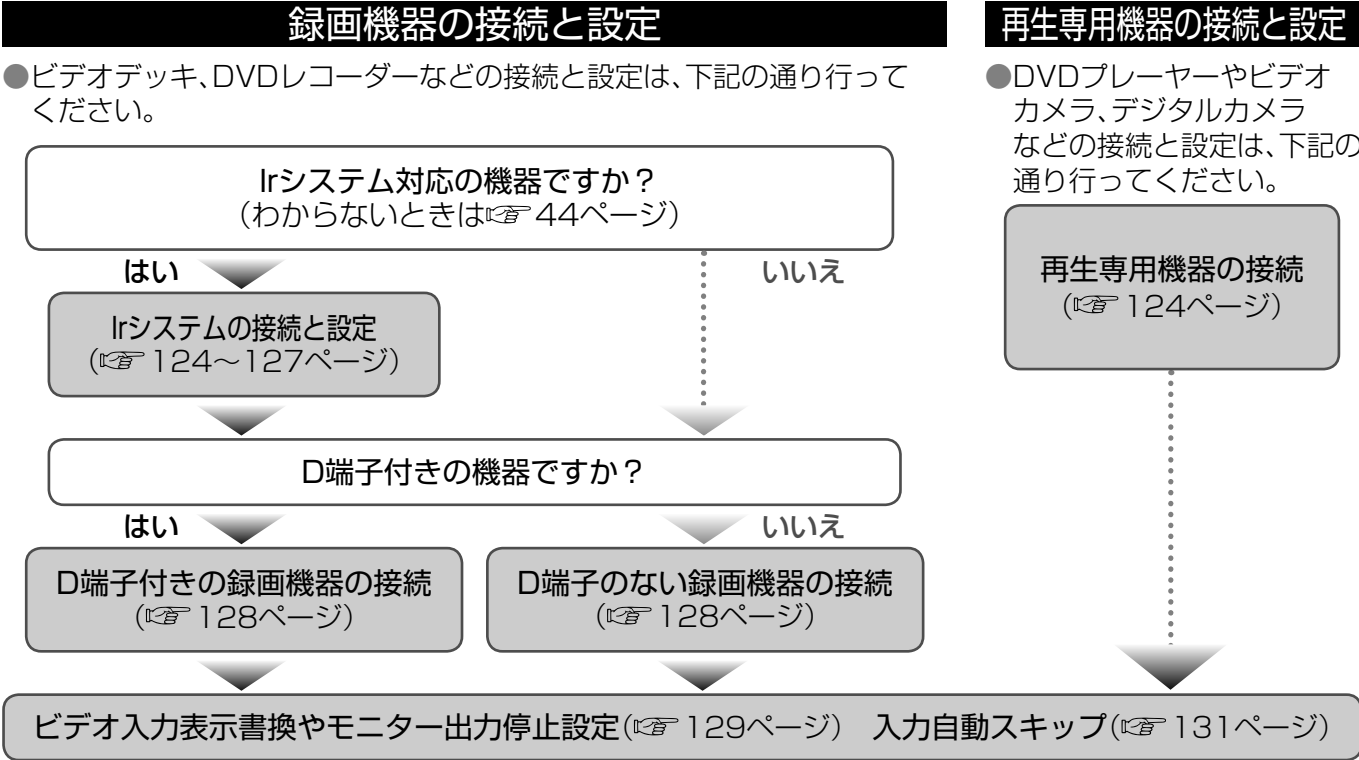 録画機器の接続と設定
●ビデオデッキ、DVDレコーダーなどの接続と設定は、下記の通り行って
ください。
Irシステム対応の機器ですか？
（わからないときは☞44ページ）
はい
いいえ
Irシステムの接続と設定
（☞124～127ページ）
D端子付きの機器ですか？
はい
いいえ
D端子付きの録画機器の接続
（☞128ページ）
D端子のない録画機器の接続
（☞128ページ）
再生専用機器の接続と設定
●DVDプレーヤーやビデオ
カメラ、デジタルカメラ
などの接続と設定は、下記の
通り行ってください。
再生専用機器の接続
（☞124ページ）
ビデオ入力表示書換やモニター出力停止設定（☞129ページ） 入力自動スキップ（☞131ページ）